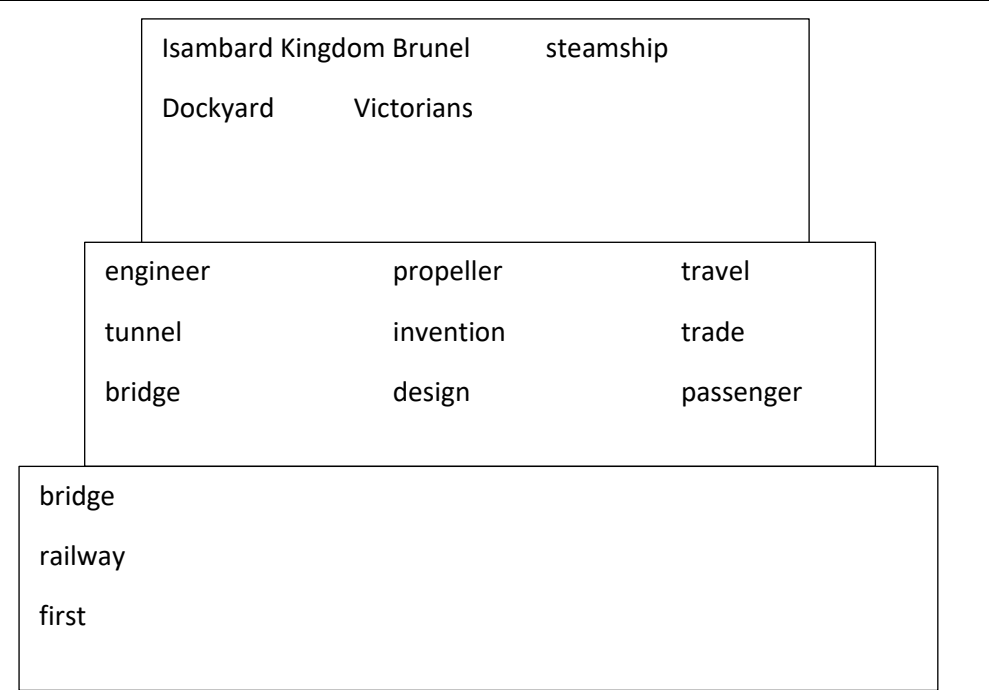 Isambard Kingdom Brunel steamship
Dockyard Victorians
engineer propeller travel
tunnel invention trade
bridge design passenger
bridge
railway
first